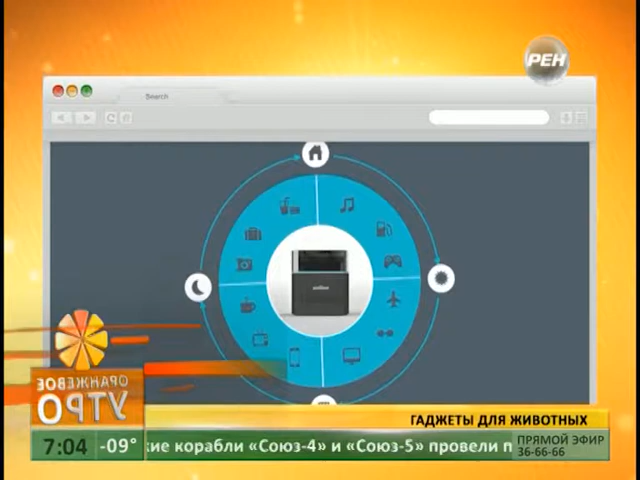 РЕН
Search
ОРАНЖЕВОЕ
УТРО
ГАДЖЕТЫ ДЛЯ ЖИВОТНЫХ
7:04 -09° кие корабли «Союз-4» и «Союз-5» провели п
ПРЯМОЙ ЭФИР
36-66-66